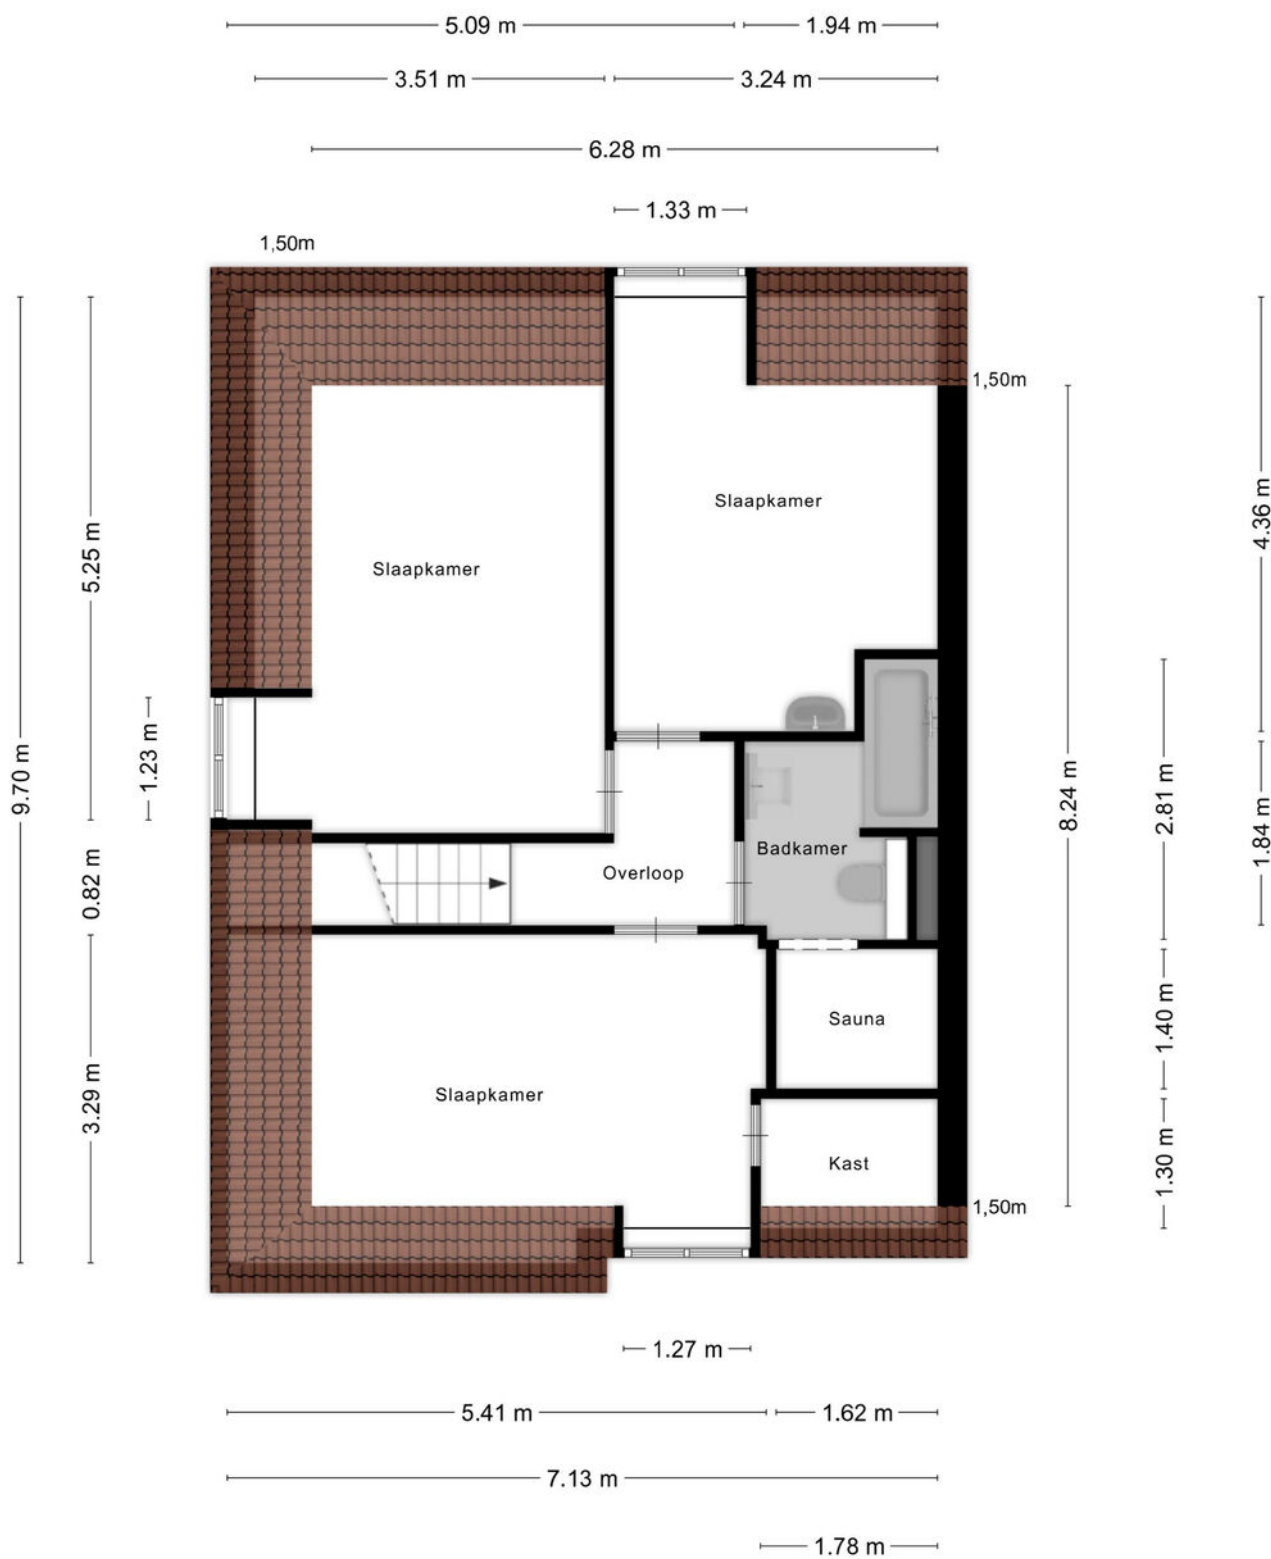 5.09 m
1.94 m
3.51 m
3.24 m
6.28 m
1.33 m
1,50m
1,50m
Slaapkamer
4.36 m
5.25 m
Slaapkamer
1.23 m
9.70 m
8.24 m
2.81 m
1.84 m
Badkamer
0.82 m
Overloop
Sauna
1.40 m
Slaapkamer
3.29 m
Kast
1.30 m
1,50m
1.27 m
5.41 m
1.62 m
7.13 m
1.78 m